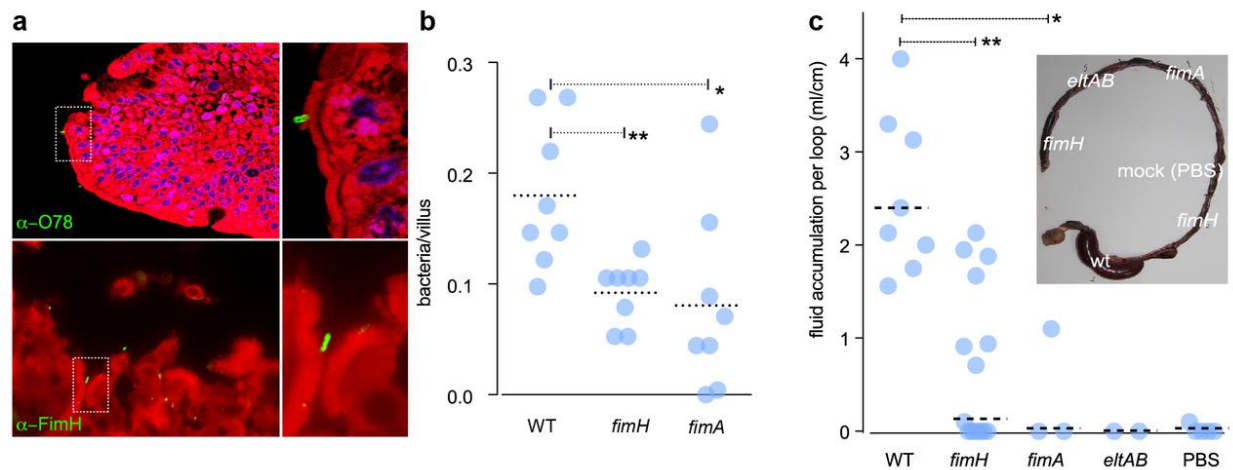 a
α–O78
α–FimH
b
bacteria/villus
0.3
0.2
0.1
0.0
*
**
WT
fimH
fimA
c
fluid accumulation per loop (ml/cm)
4
3
2
1
0
*
**
eltAB
fimA
fimH
mock (PBS)
fimH
wt
WT
fimH
fimA
eltAB
PBS